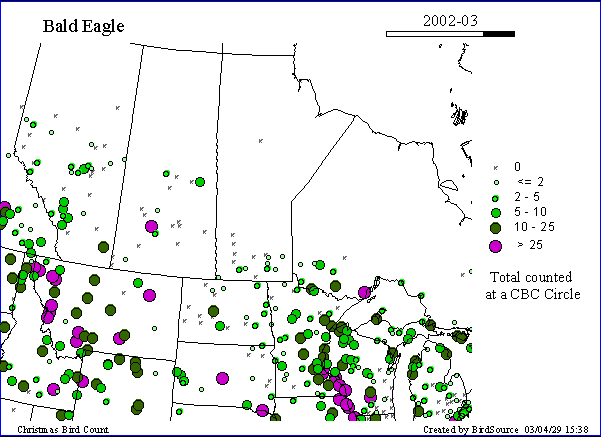 Bald Eagle
2002-03
0
<= 2
2 - 5
5 - 10
10 - 25
> 25
Total counted
at a CBC Circle
Christmas Bird Count
Created by BirdSource 03/04/29 15:38